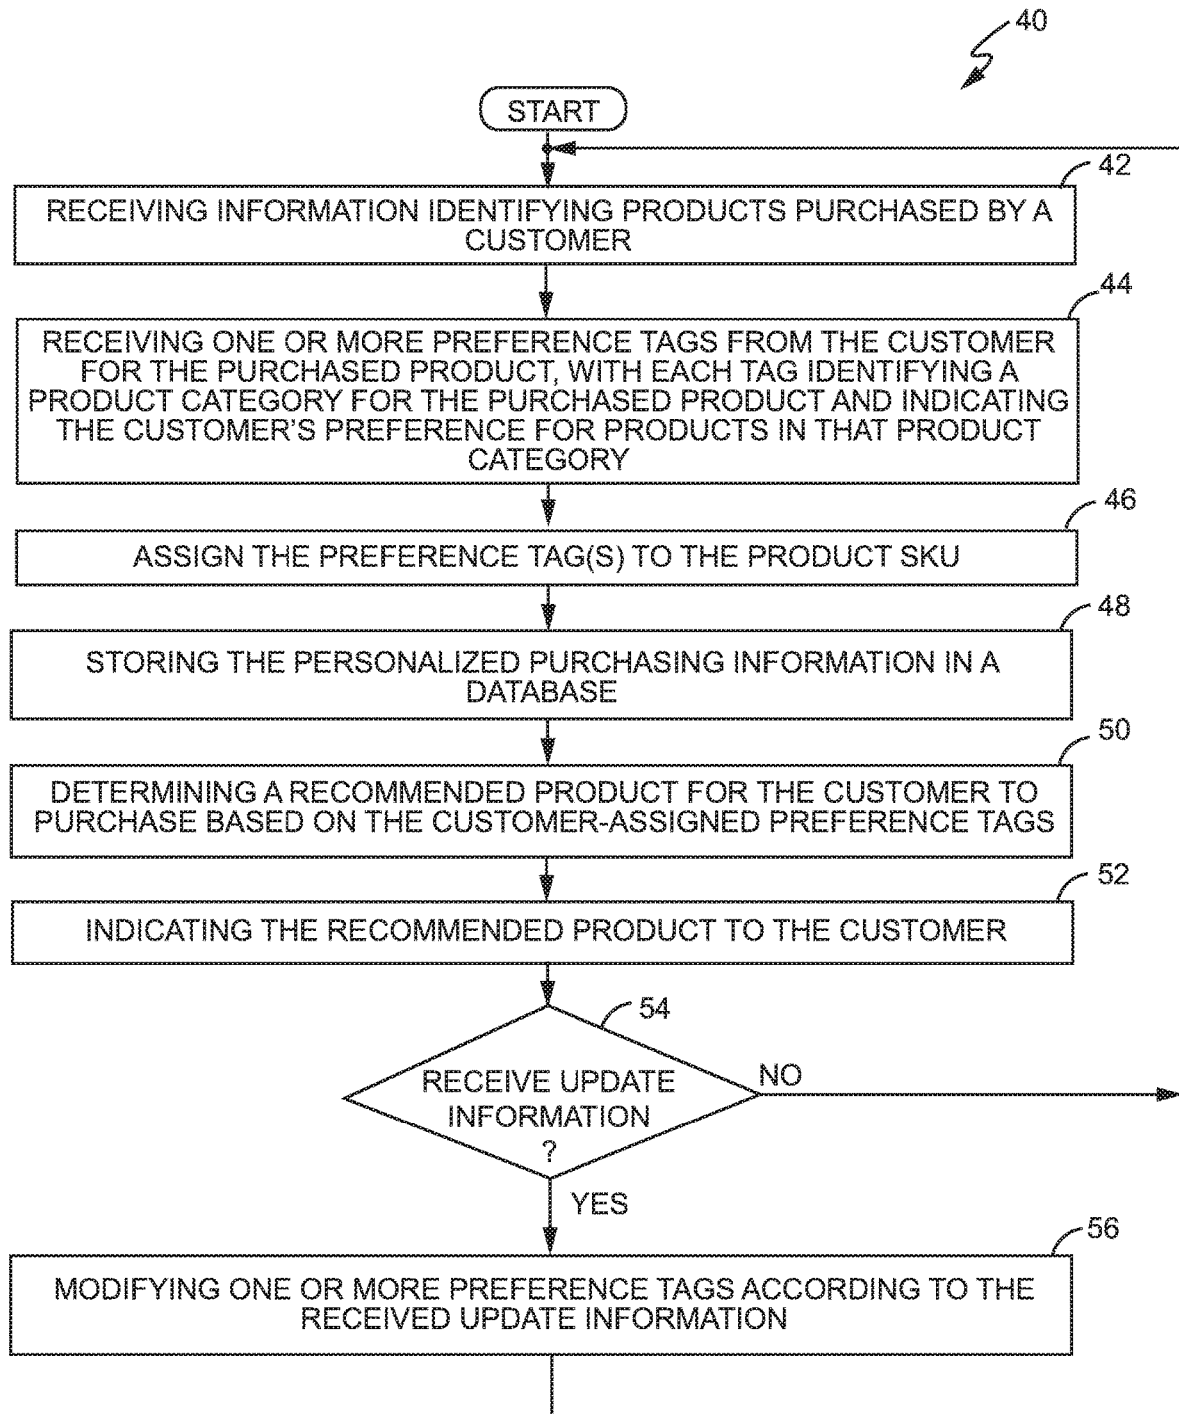 40
START
42
RECEIVING INFORMATION IDENTIFYING PRODUCTS PURCHASED BY A
CUSTOMER
44
RECEIVING ONE OR MORE PREFERENCE TAGS FROM THE CUSTOMER
FOR THE PURCHASED PRODUCT, WITH EACH TAG IDENTIFYING A
PRODUCT CATEGORY FOR THE PURCHASED PRODUCT AND INDICATING
THE CUSTOMER'S PREFERENCE FOR PRODUCTS IN THAT PRODUCT
CATEGORY
46
ASSIGN THE PREFERENCE TAG(S) TO THE PRODUCT SKU
48
STORING THE PERSONALIZED PURCHASING INFORMATION IN A
DATABASE
50
DETERMINING A RECOMMENDED PRODUCT FOR THE CUSTOMER TO
PURCHASE BASED ON THE CUSTOMER-ASSIGNED PREFERENCE TAGS
52
INDICATING THE RECOMMENDED PRODUCT TO THE CUSTOMER
54
RECEIVE UPDATE
INFORMATION
?
NO
YES
56
MODIFYING ONE OR MORE PREFERENCE TAGS ACCORDING TO THE
RECEIVED UPDATE INFORMATION